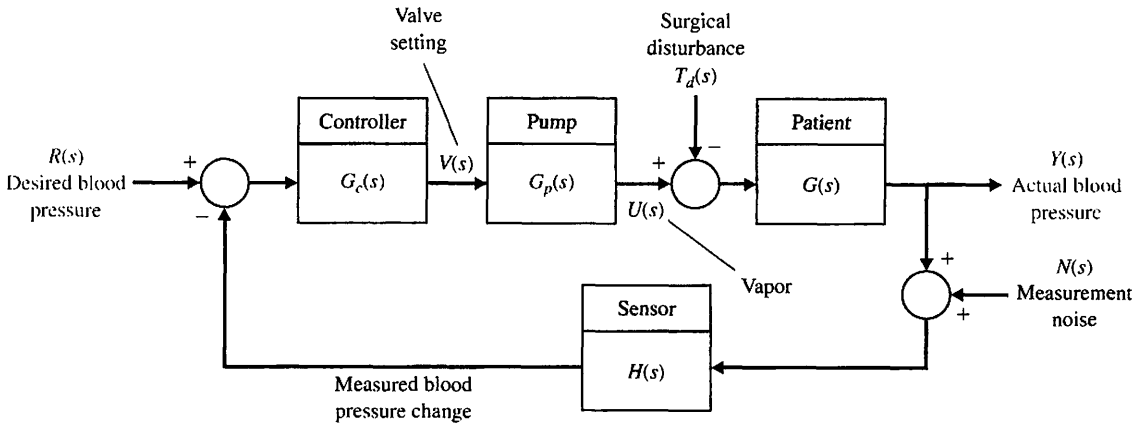 Valve
setting
Surgical
disturbance
T_d(s)
Controller
Pump
Patient
R(s)
Desired blood
pressure
+
−
G_c(s)
V(s)
G_p(s)
+
−
U(s)
G(s)
Y(s)
Actual blood
pressure
Vapor
+
+
N(s)
Measurement
noise
Sensor
H(s)
Measured blood
pressure change